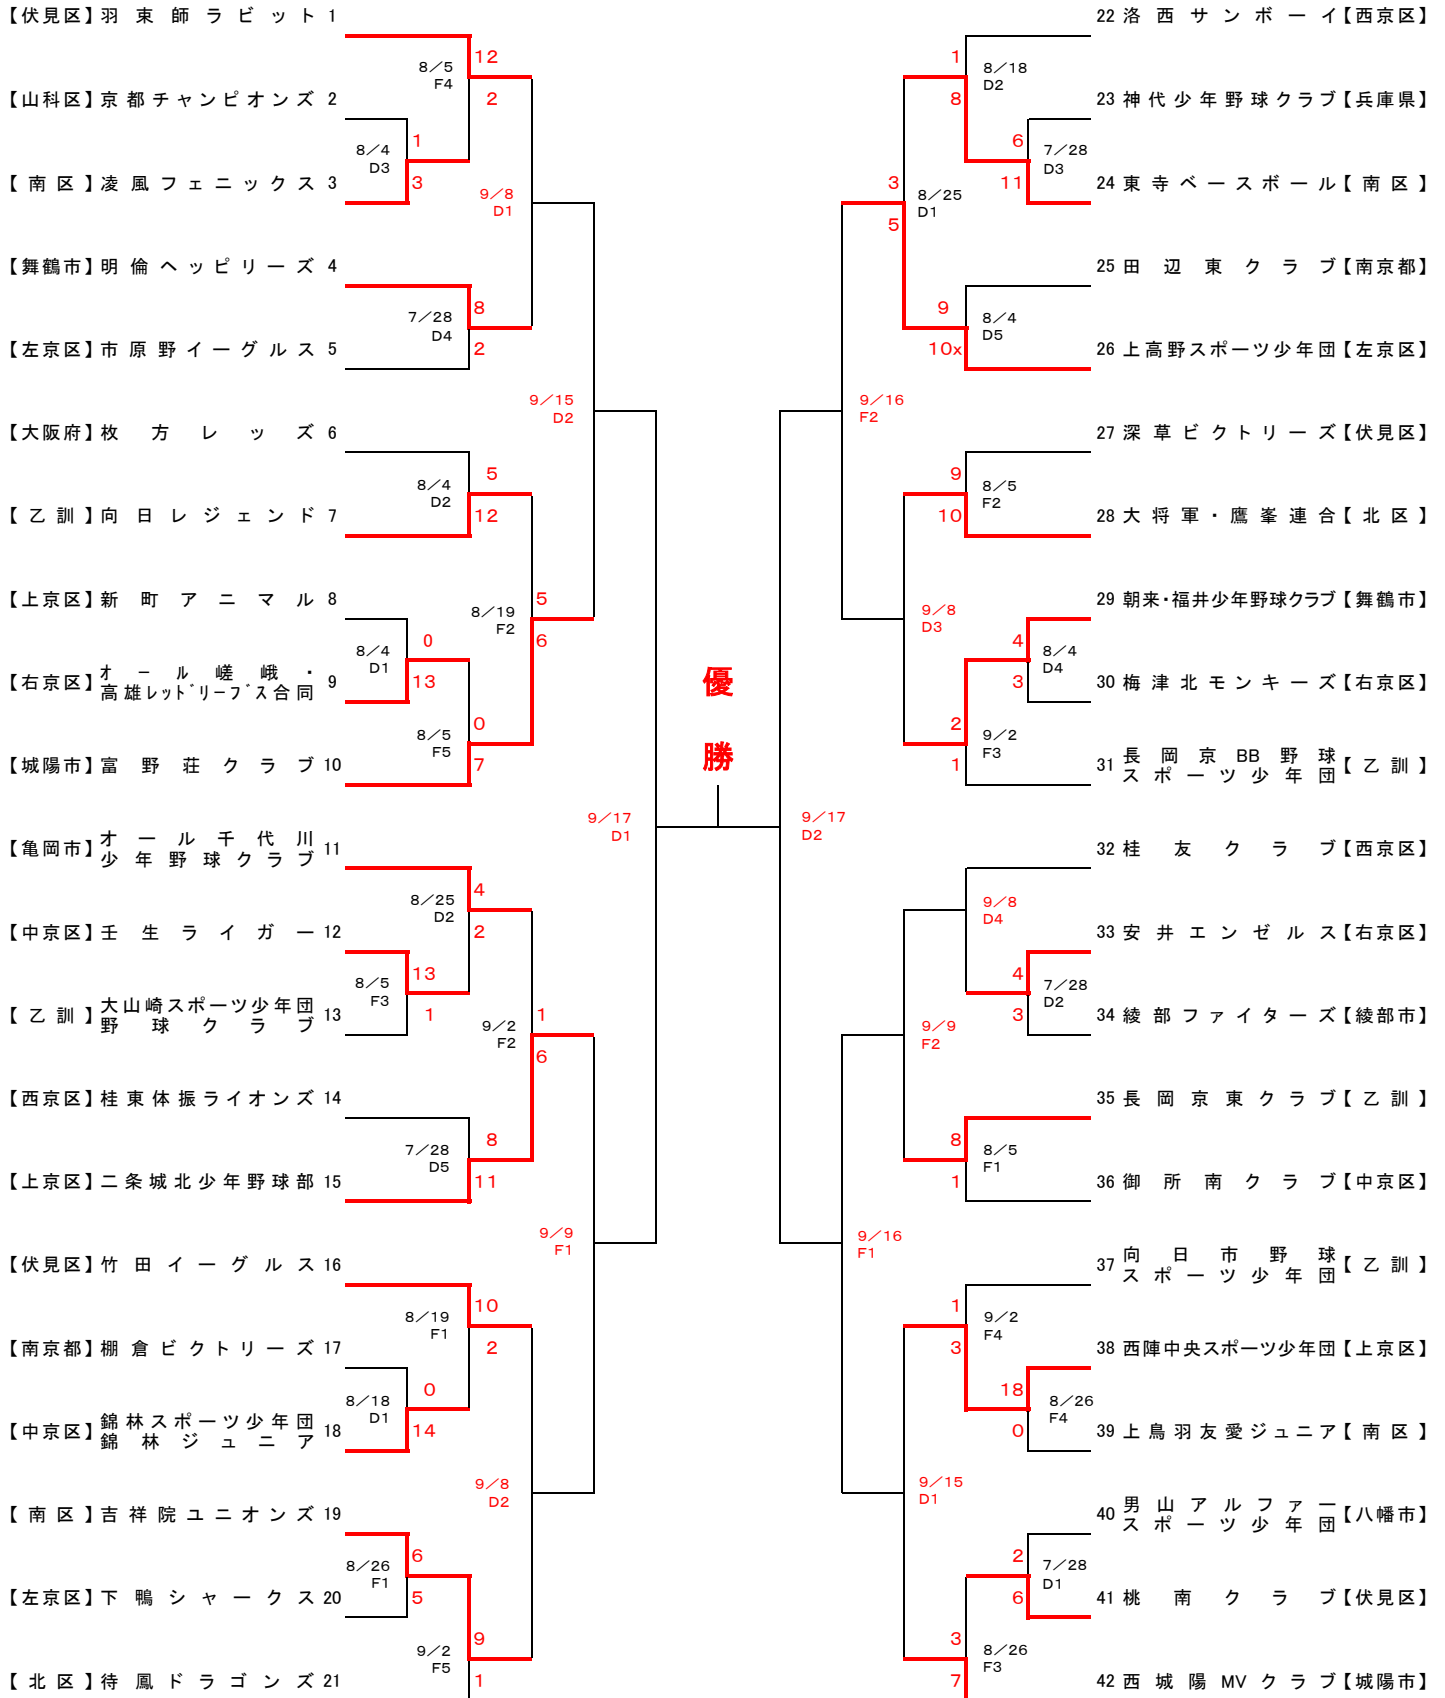 【伏見区】羽東師ラビット 1
12
8／5
F4
【山科区】京都チャンピオンズ 2
2
1
8／4
D3
【南区】凌風フェニックス 3
3
9／8
D1
【舞鶴市】明倫ヘッピリーズ 4
8
7／28
D4
【左京区】市原野イーグルス 5
2
9／15
D2
【大阪府】枚方レッズ 6
5
8／4
D2
【乙訓】向日レジェンド 7
12
【上京区】新町アニマル 8
5
8／19
F2
6
0
8／4
D1
【右京区】オール嵯峨・
高雄レッドリーブス合同 9
13
0
8／5
F5
【城陽市】富野荘クラブ 10
7
9／17
D1
【亀岡市】オール千代川
少年野球クラブ 11
4
8／25
D2
【中京区】壬生ライガー 12
2
13
8／5
F3
【乙訓】大山崎スポーツ少年団
野球クラブ 13
1
1
9／2
F2
6
【西京区】桂東体振ライオンズ 14
8
7／28
D5
【上京区】二条城北少年野球部 15
11
9／9
F1
【伏見区】竹田イーグルス 16
10
8／19
F1
【南京都】棚倉ビクトリーズ 17
2
0
8／18
D1
【中京区】錦林スポーツ少年団
錦林ジュニア 18
14
9／8
D2
【南区】吉祥院ユニオンズ 19
6
8／26
F1
【左京区】下鴨シャークス 20
5
9
9／2
F5
【北区】待鳳ドラゴンズ 21
1
優
勝
22 洛西サンボーイ【西京区】
1
8／18
D2
23 神代少年野球クラブ【兵庫県】
8
6
7／28
D3
24 東寺ベースボール【南区】
11
3
8／25
D1
5
25 田辺東クラブ【南京都】
9
8／4
D5
26 上高野スポーツ少年団【左京区】
10x
9／16
F2
27 深草ビクトリーズ【伏見区】
9
8／5
F2
28 大将軍・鷹峯連合【北区】
10
29 朝来・福井少年野球クラブ【舞鶴市】
9／8
D3
4
8／4
D4
30 梅津北モンキーズ【右京区】
3
2
9／2
F3
31 長岡京BB野球
スポーツ少年団【乙訓】
1
9／17
D2
32 桂友クラブ【西京区】
9／8
D4
33 安井エンゼルス【右京区】
4
7／28
D2
34 綾部ファイターズ【綾部市】
3
9／9
F2
35 長岡京東クラブ【乙訓】
8
8／5
F1
36 御所南クラブ【中京区】
1
9／16
F1
37 向日市野球
スポーツ少年団【乙訓】
1
9／2
F4
38 西陣中央スポーツ少年団【上京区】
3
18
8／26
F4
39 上鳥羽友愛ジュニア【南区】
0
9／15
D1
40 男山アルファー
スポーツ少年団【八幡市】
2
7／28
D1
41 桃南クラブ【伏見区】
6
3
8／26
F3
42 西城陽MVクラブ【城陽市】
7